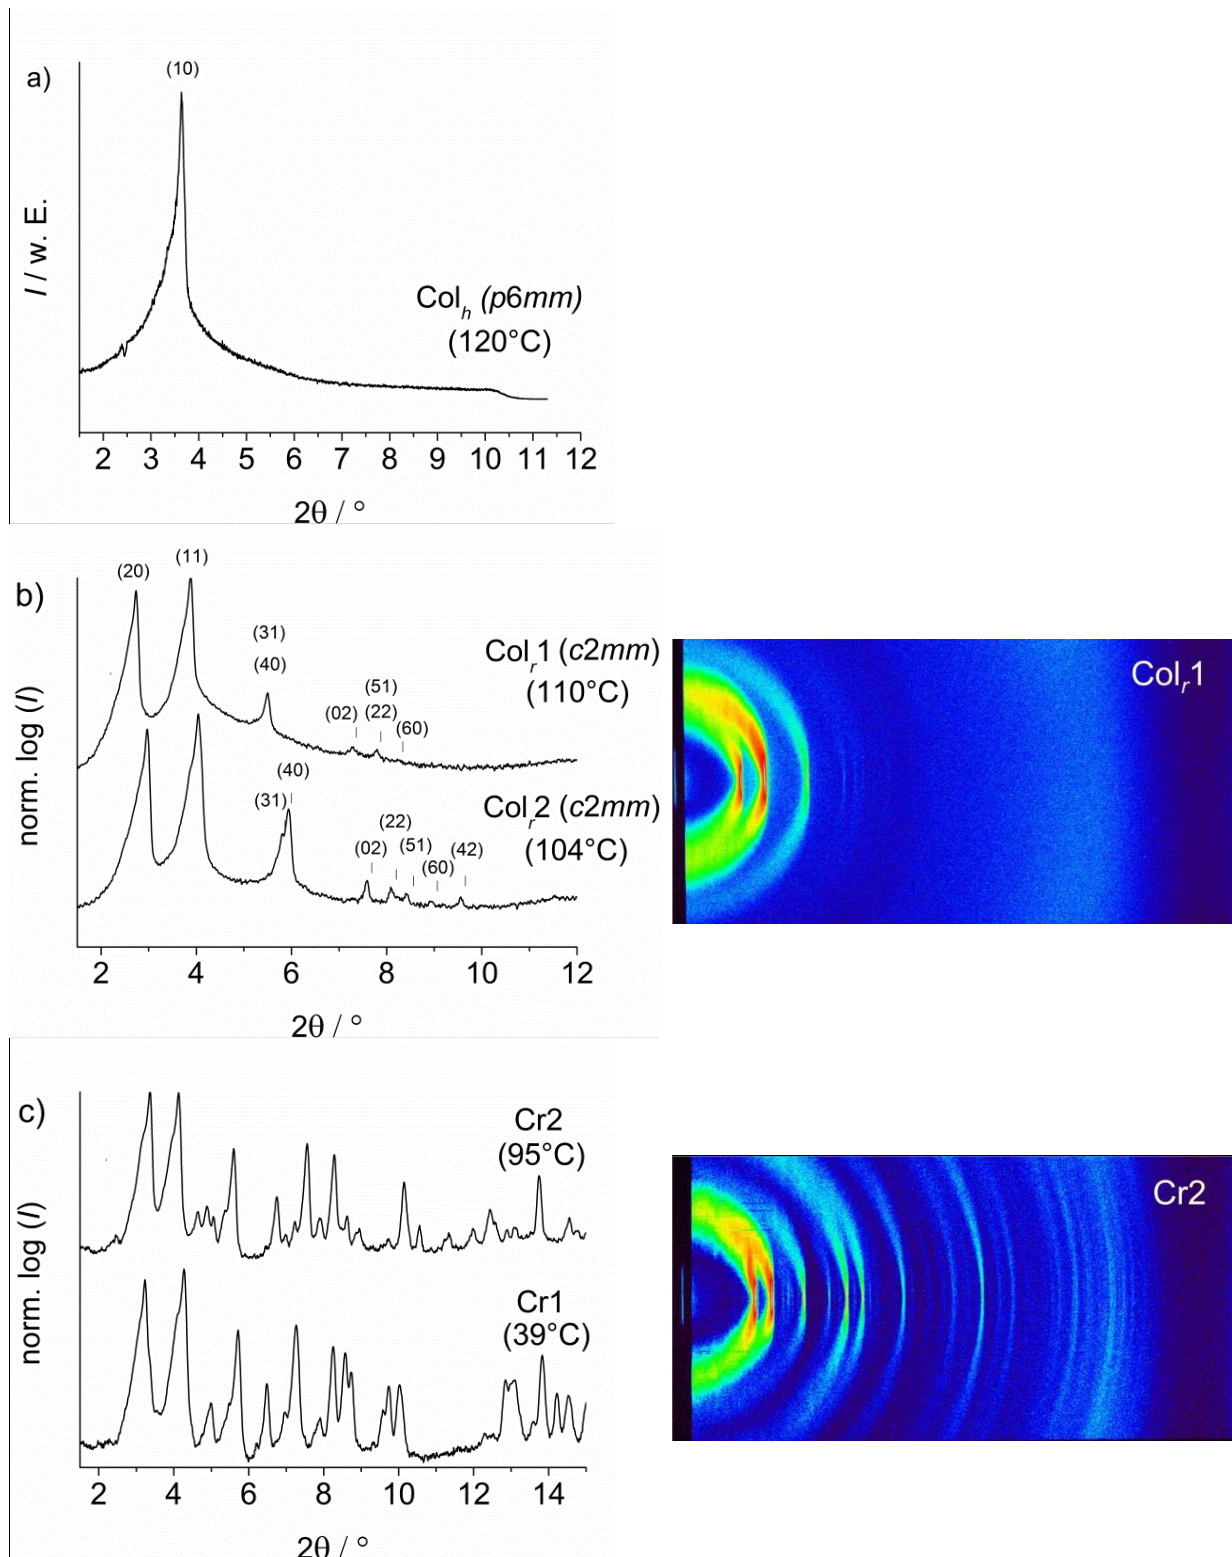 a)
(10)
I / w. E.
Colh (p6mm)
(120°C)
2 3 4 5 6 7 8 9 10 11 12
2θ / °
b)
(20)
(11)
(31)
(40)
(02)
(51)
(22)
(60)
Colr1 (c2mm)
(110°C)
(40)
(31)
(02)
(22)
(51)
(60)
(42)
Colr2 (c2mm)
(104°C)
norm. log (I)
2 4 6 8 10 12
2θ / °
Colr1
c)
Cr2
(95°C)
Cr1
(39°C)
norm. log (I)
2 4 6 8 10 12 14
2θ / °
Cr2